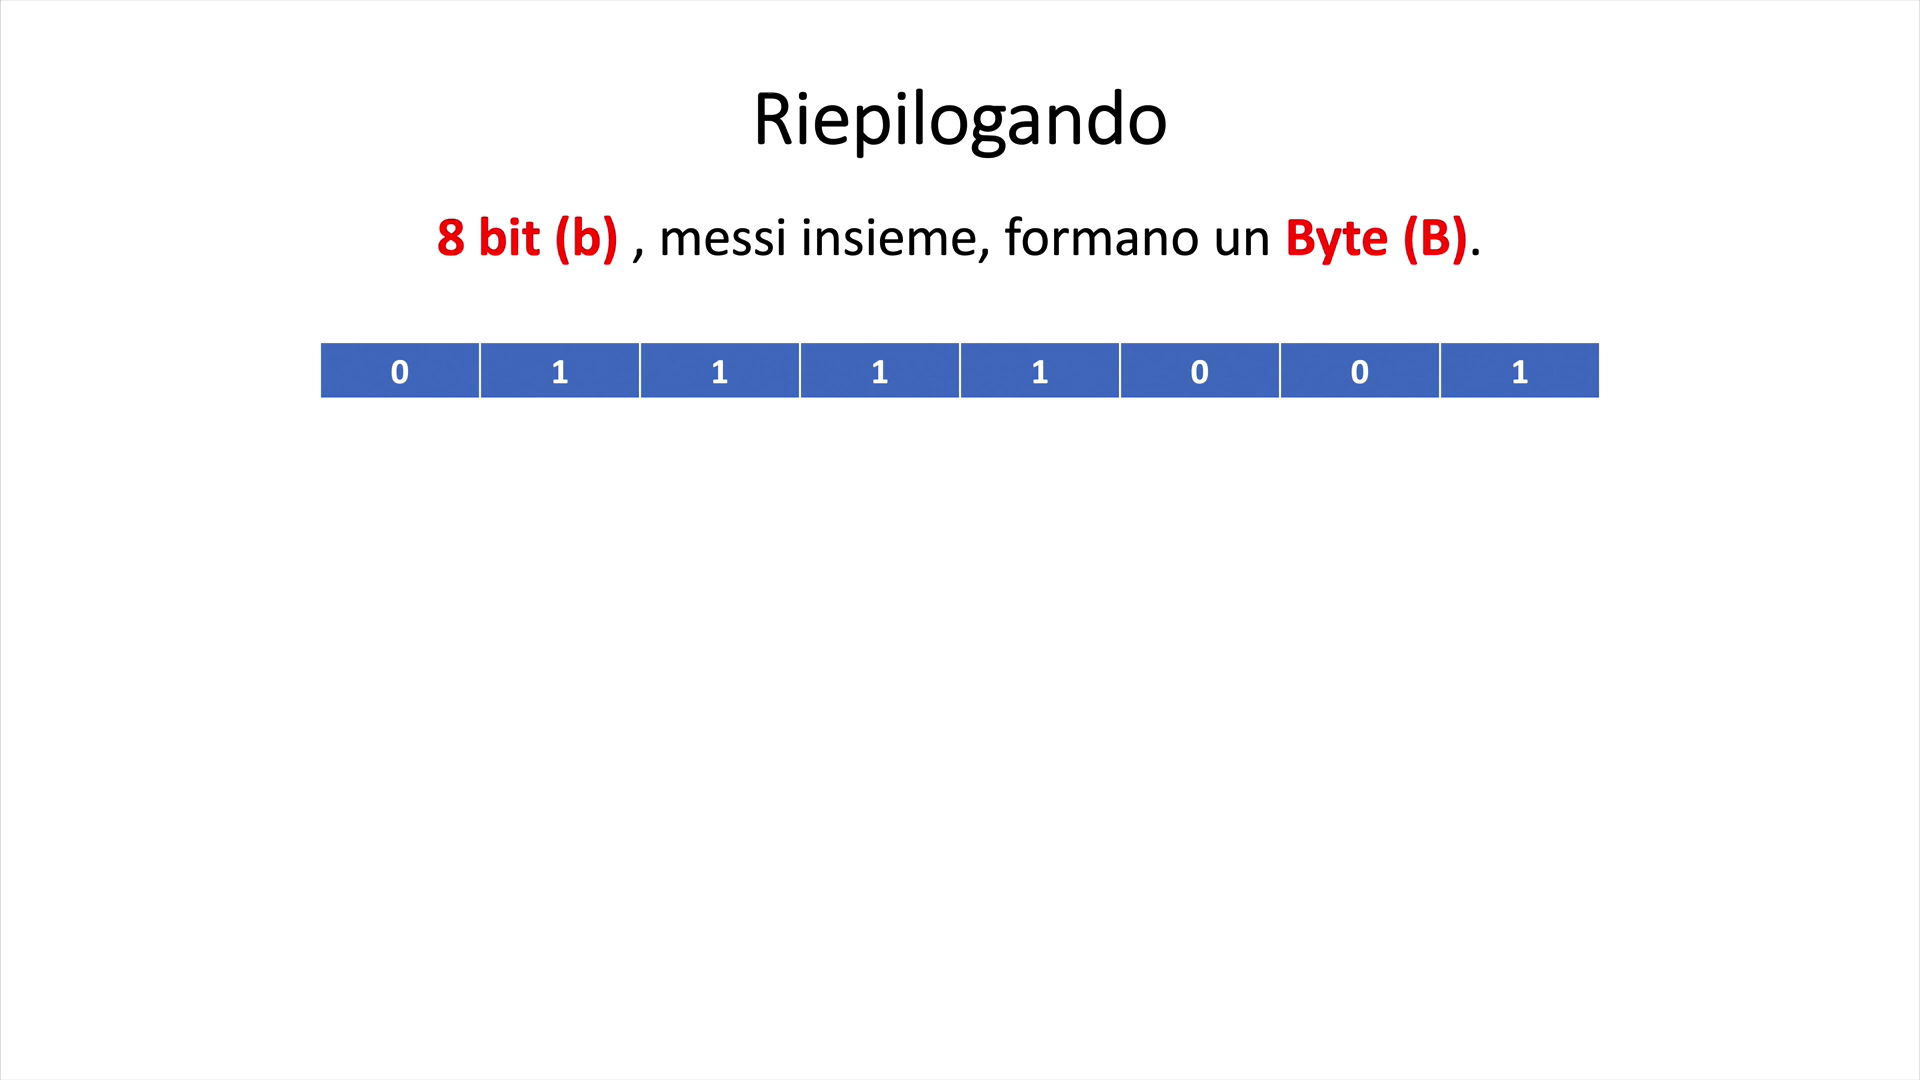 Riepilogando
8 bit (b) , messi insieme, formano un Byte (B).
0 1 1 1 1 0 0 1